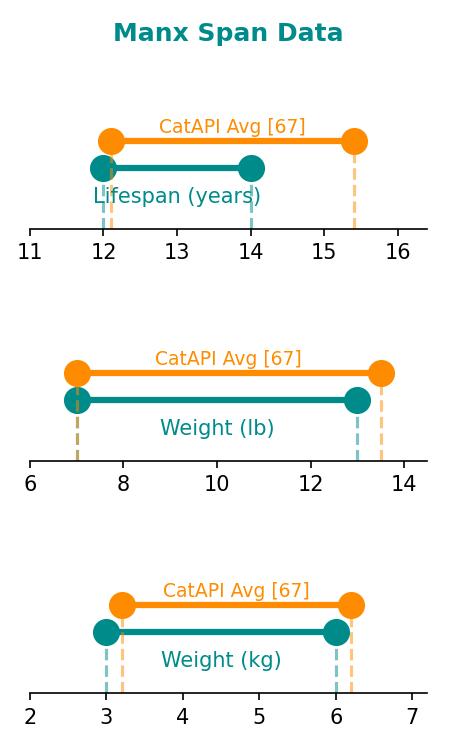 Manx Span Data
CatAPI Avg [67]
Lifespan (years)
11 12 13 14 15 16
CatAPI Avg [67]
Weight (lb)
6 8 10 12 14
CatAPI Avg [67]
Weight (kg)
2 3 4 5 6 7